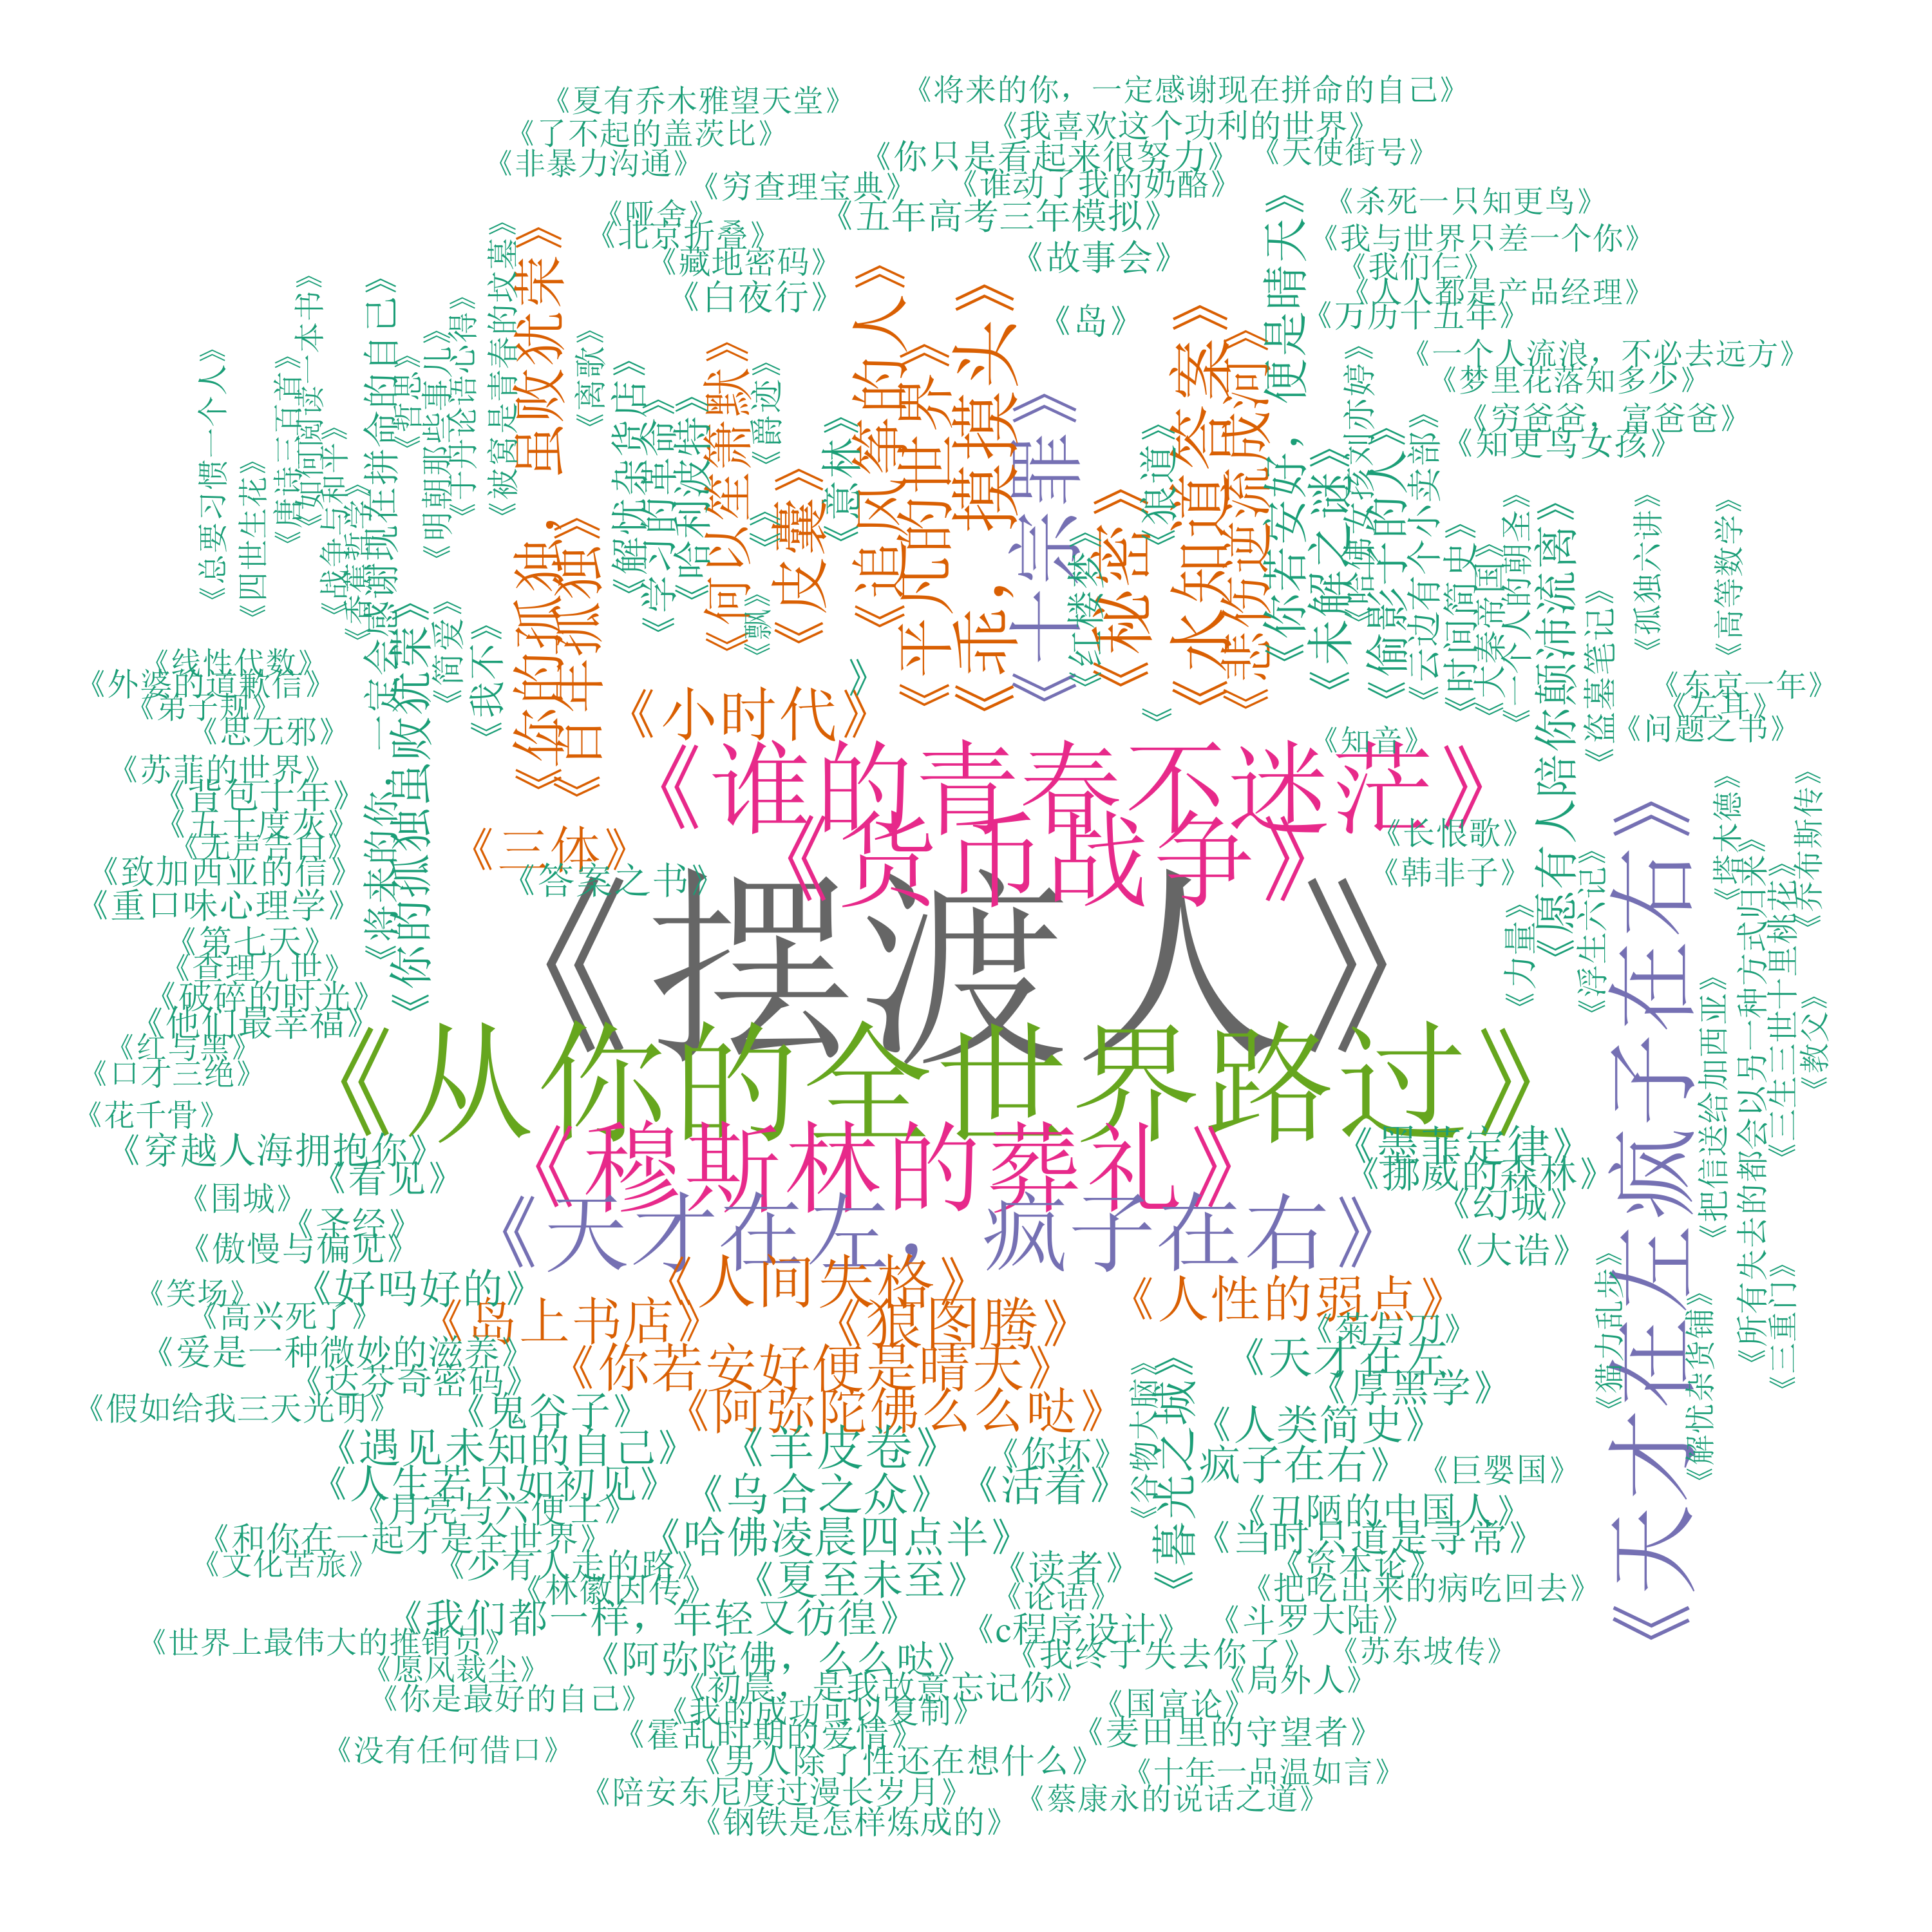 《夏有乔木雅望天堂》
《将来的你，一定感谢现在拼命的自己》
《了不起的盖茨比》
《我喜欢这个功利的世界》
《非暴力沟通》
《你只是看起来很努力》
《天使街号》
《穷查理宝典》
《谁动了我的奶酪》
《哑舍》
《五年高考三年模拟》
《杀死一只知更鸟》
《北京折叠》
《我与世界只差一个你》
《藏地密码》
《故事会》
《我们仨》
《白夜行》
《人人都是产品经理》
《岛》
《万历十五年》
《一个人流浪，不必去远方》
《梦里花落知多少》
《穷爸爸，富爸爸》
《知更鸟女孩》
《总要习惯一个人》
《四世生花》
《唐诗三百首》
《如何阅读一本书》
《战争与和平》
《香奮哲学》
《将来的你，一定会感谢现在拼命的自己》
《你的孤独虽败犹荣》
《哲思》
《明朝那些事儿》
《于丹论语心得》
《简爱》
《我不》
《被窝是青春的坟墓》
《你的孤独，虽败犹荣》
《百年孤独》
《离歌》
《解忧杂货店》
《学习的革命》
《哈利波特》
《何以笙箫默》
《飘》
《爵迹》
《皮囊》
《意林》
《追风筝的人》
《平凡的世界》
《乖，摸摸头》
《十宗罪》
《红楼梦》
《秘密》
《狼道》
《水知道答案》
《悲伤逆流成河》
《你若安好，便是晴天》
《未解之谜》
《哈佛女孩刘亦婷》
《偷影子的人》
《云边有个小卖部》
《时间简史》
《大秦帝国》
《一个人的朝圣》
《愿有人陪你颠沛流离》
《盗墓笔记》
《孤独六讲》
《高等数学》
《线性代数》
《外婆的道歉信》
《弟子规》
《思无邪》
《小时代》
《东京一年》
《左耳》
《问题之书》
《知音》
《谁的青春不迷茫》
《苏菲的世界》
《背包十年》
《五十度灰》
《无声告白》
《三体》
《货币战争》
《长恨歌》
《致加西亚的信》
《答案之书》
《韩非子》
《重口味心理学》
《摆渡人》
《力量》
《浮生六记》
《第七天》
《查理九世》
《破碎的时光》
《他们最幸福》
《红与黑》
《口才三绝》
《从你的全世界路过》
《花千骨》
《穿越人海拥抱你》
《穆斯林的葬礼》
《墨菲定律》
《看见》
《挪威的森林》
《围城》
《幻城》
《圣经》
《天才在左，疯子在右》
《傲慢与偏见》
《大诰》
《天才在左疯子在右》
《塔木德》
《乔布斯传》
《把信送给加西亚》
《所有失去的都会以另一种方式归来》
《三生三世十里桃花》
《教父》
《三重门》
《猫力乱步》
《解忧杂货铺》
《笑场》
《好吗好的》
《人间失格》
《人性的弱点》
《高兴死了》
《岛上书店》
《狼图腾》
《菊与刀》
《爱是一种微妙的滋养》
《你若安好便是晴天》
《天才在左
《达芬奇密码》
《厚黑学》
《假如给我三天光明》
《鬼谷子》
《阿弥陀佛么么哒》
《谷物大脑》
《暮光之城》
《人类简史》
《遇见未知的自己》
《羊皮卷》
《你坏》
疯子在右》
《巨婴国》
《人生若只如初见》
《乌合之众》
《活着》
《月亮与六便士》
《丑陋的中国人》
《和你在一起才是全世界》
《哈佛凌晨四点半》
《当时只道是寻常》
《文化苦旅》
《少有人走的路》
《夏至未至》
《读者》
《资本论》
《林徽因传》
《论语》
《把吃出来的病吃回去》
《我们都一样，年轻又彷徨》
《c程序设计》
《斗罗大陆》
《世界上最伟大的推销员》
《阿弥陀佛，么么哒》
《我终于失去你了》
《苏东坡传》
《愿风裁尘》
《初晨，是我故意忘记你》
《局外人》
《你是最好的自己》
《我的成功可以复制》
《国富论》
《霍乱时期的爱情》
《麦田里的守望者》
《没有任何借口》
《男人除了性还在想什么》
《十年一品温如言》
《陪安东尼度过漫长岁月》
《蔡康永的说话之道》
《钢铁是怎样炼成的》